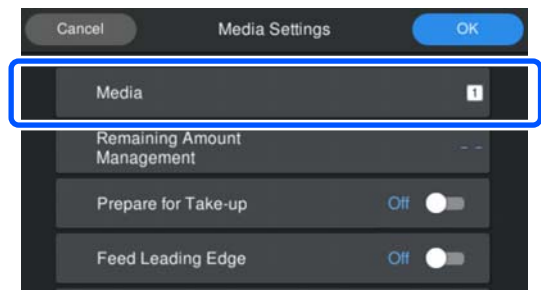 Cancel Media Settings OK
Media 1
Remaining Amount
Management - -
Prepare for Take-up Off
Feed Leading Edge Off